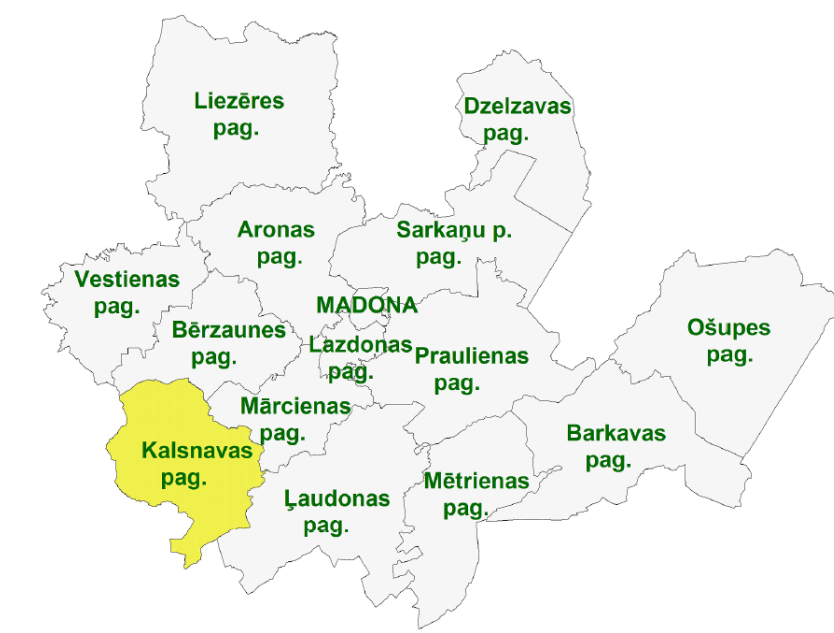 Liezēres
pag.
Dzelzavas
pag.
Aronas
pag.
Sarkaņu p.
pag.
Vestienas
pag.
MADONA
Bērzaunes
pag.
Lazdonas
pag.
Praulienas
pag.
Ošupes
pag.
Mārcienas
pag.
Kalsnavas
pag.
Barkavas
pag.
Ļaudonas
pag.
Mētrienas
pag.